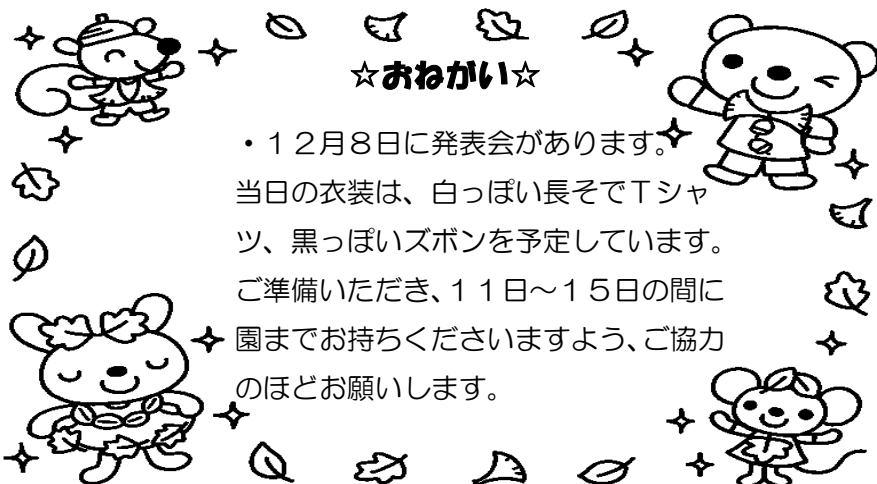 ☆おねがい☆
・１２月８日に発表会があります。
当日の衣装は、白っぽい長そでＴシャ
ツ、黒っぽいズボンを予定しています。
ご準備いただき、１１日～１５日の間に
園までお持ちくださいますよう、ご協力
のほどお願いします。